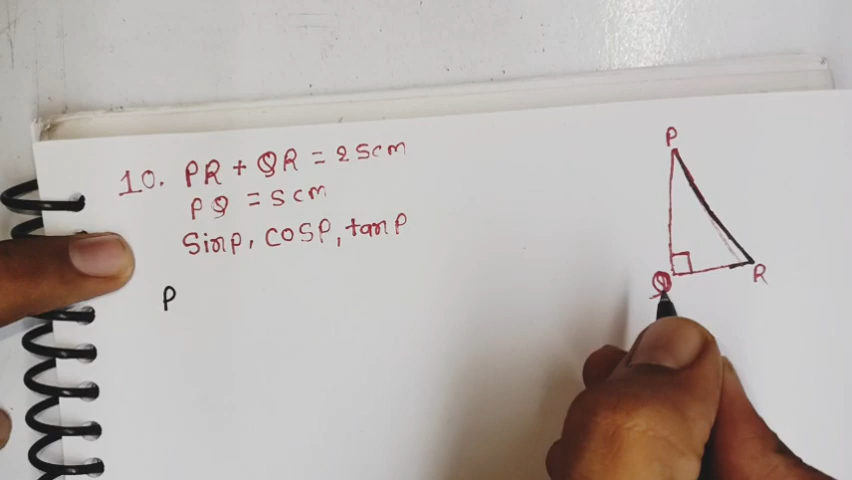 10. PR + QR = 25cm
PQ = 5cm
Sinp, COSP, tanP
P
P
Q
R